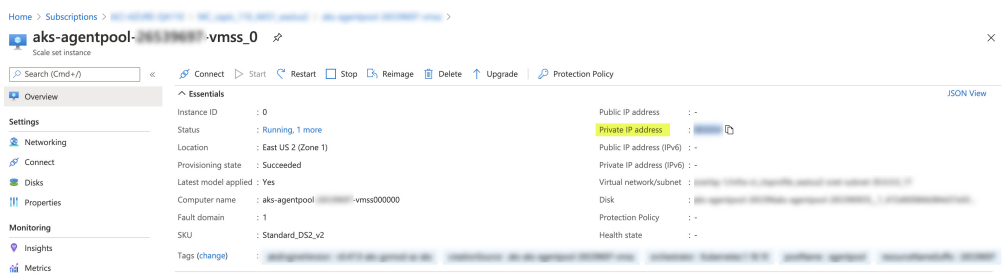 Home > Subscriptions > > > >
aks-agentpool- -vmss_0
Scale set instance
Search (Cmd+/)
«
Connect Start Restart Stop Reimage Delete Upgrade Protection Policy
Overview
Essentials
JSON View
Settings
Networking
Connect
Disks
Properties
Monitoring
Insights
Metrics
Instance ID : 0
Status : Running, 1 more
Location : East US 2 (Zone 1)
Provisioning state : Succeeded
Latest model applied : Yes
Computer name : aks-agentpool -vmss000000
Fault domain : 1
SKU : Standard_DS2_v2
Public IP address : -
Private IP address :
Public IP address (IPv6) : -
Private IP address (IPv6) : -
Virtual network/subnet :
Disk :
Protection Policy : -
Health state : -
Tags (change) :